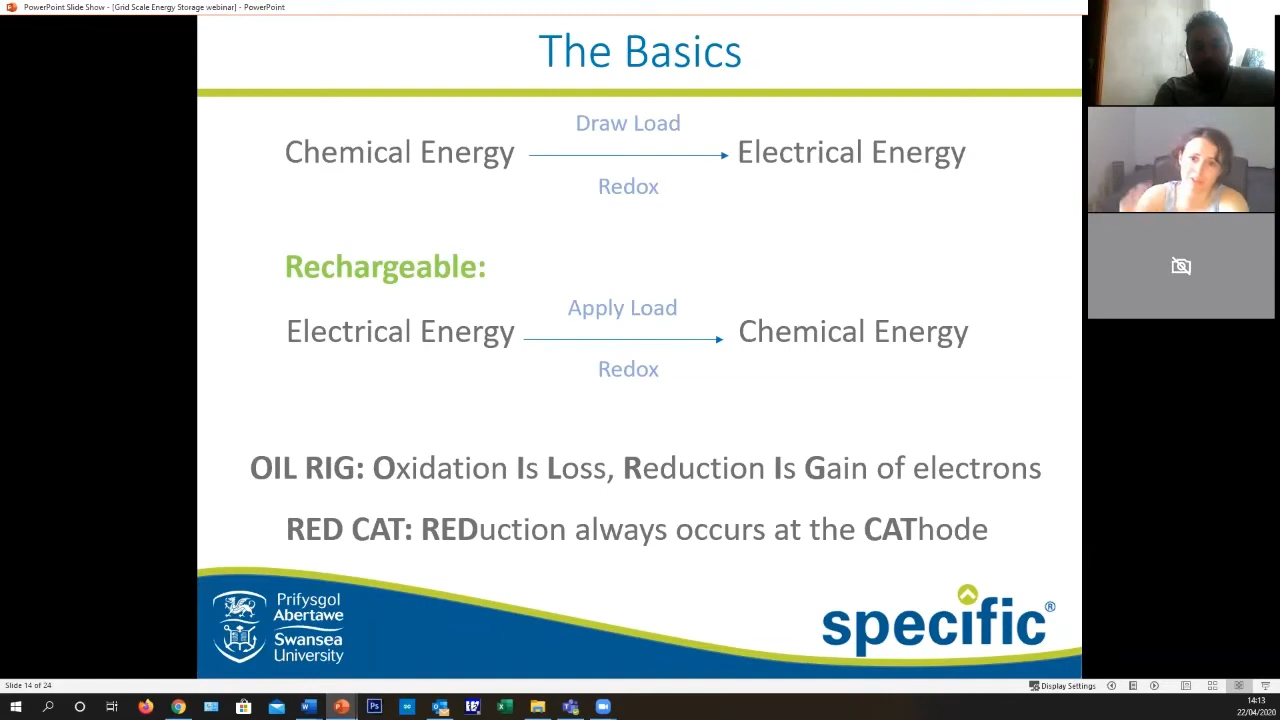 PowerPoint Slide Show - [Grid Scale Energy Storage webinar] - PowerPoint
The Basics
Draw Load
Chemical Energy Electrical Energy
Redox
Rechargeable:
Apply Load
Electrical Energy Chemical Energy
Redox
OIL RIG: Oxidation Is Loss, Reduction Is Gain of electrons
RED CAT: REDuction always occurs at the CAThode
Prifysgol
Abertawe
Swansea
University
specific®
Slide 14 of 24
Display Settings
14:13
22/04/2020